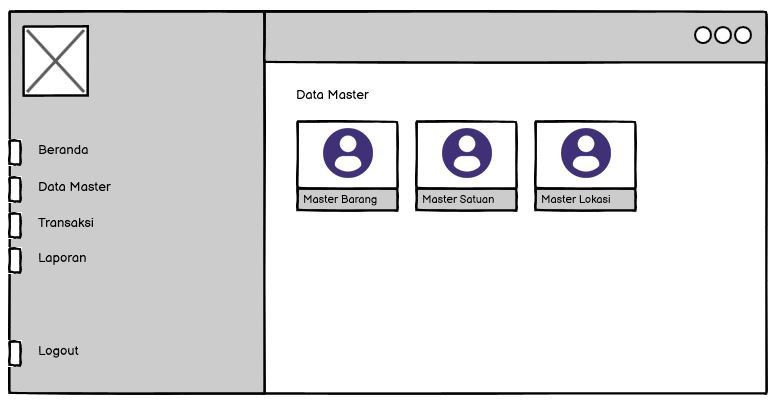 Beranda
Data Master
Transaksi
Laporan
Logout
Data Master
Master Barang
Master Satuan
Master Lokasi